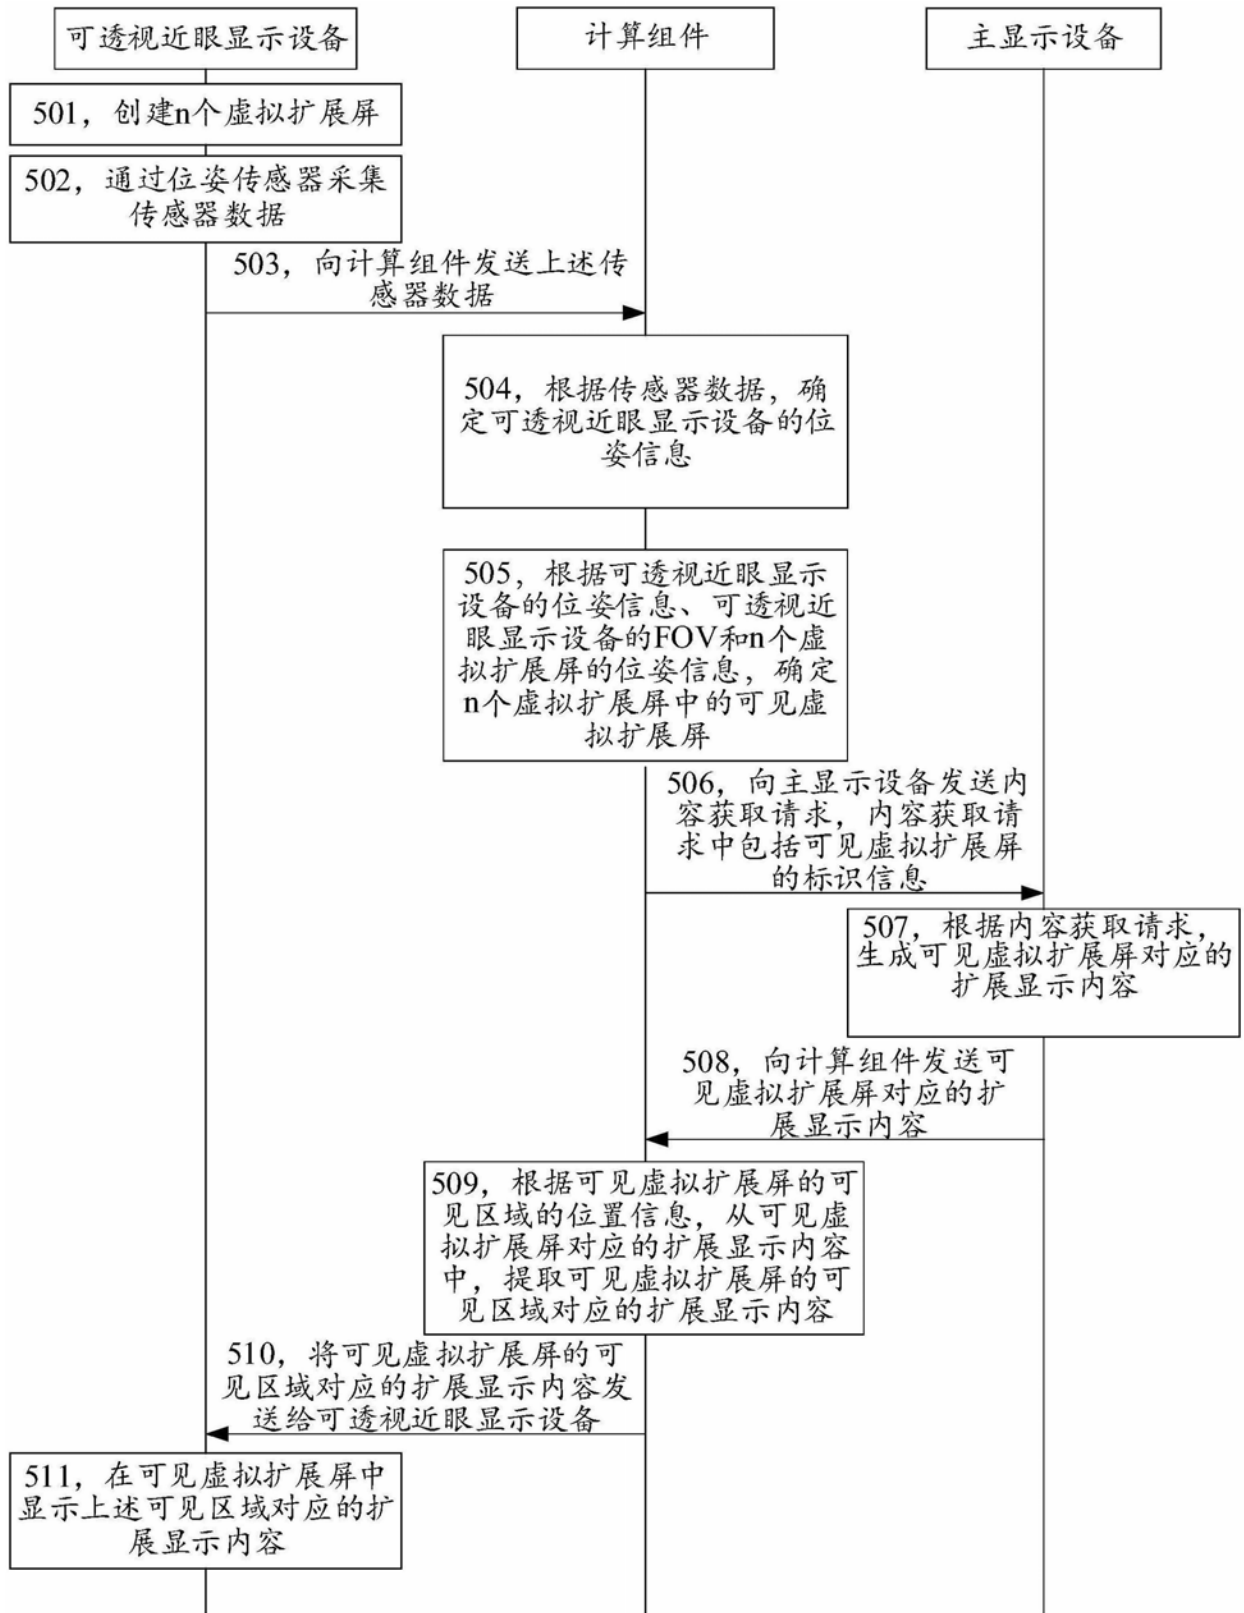 可透视近眼显示设备
计算组件
主显示设备
501，创建n个虚拟扩展屏
502，通过位姿传感器采集
传感器数据
503，向计算组件发送上述传
感器数据
504，根据传感器数据，确
定可透视近眼显示设备的位
姿信息
505，根据可透视近眼显示
设备的位姿信息、可透视近
眼显示设备的FOV和n个虚
拟扩展屏的位姿信息，确定
n个虚拟扩展屏中的可见虚
拟扩展屏
506，向主显示设备发送内
容获取请求，内容获取请
求中包括可见虚拟扩展屏
的标识信息
507，根据内容获取请求，
生成可见虚拟扩展屏对应的
扩展显示内容
508，向计算组件发送可
见虚拟扩展屏对应的扩
展显示内容
509，根据可见虚拟扩展屏的可
见区域的位置信息，从可见虚
拟扩展屏对应的扩展显示内容
中，提取可见虚拟扩展屏的可
见区域对应的扩展显示内容
510，将可见虚拟扩展屏的可
见区域对应的扩展显示内容发
送给可透视近眼显示设备
511，在可见虚拟扩展屏中
显示上述可见区域对应的扩
展显示内容